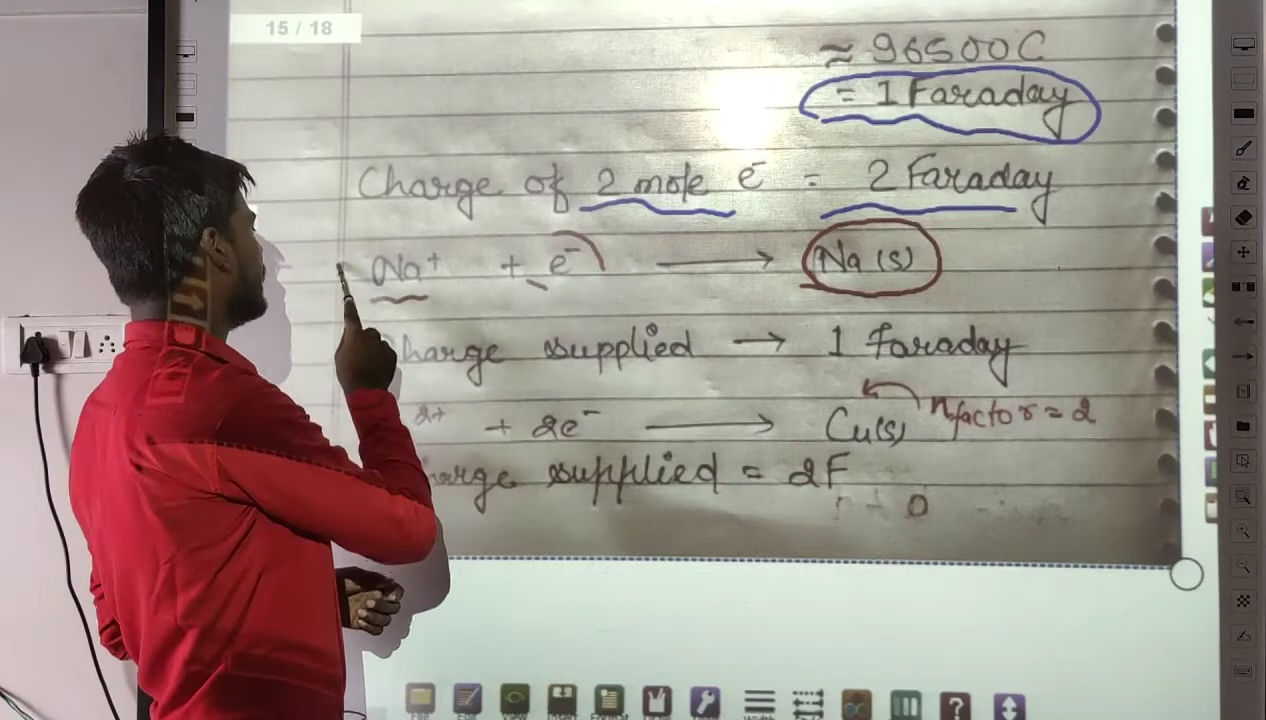 15 / 18
≈ 96500C
= 1 Faraday
Charge of 2 mole e⁻ = 2 Faraday
Na⁺ + e⁻ → Na(s)
harge supplied → 1 Faraday
2+ + 2e⁻ → Cu(s) nfactor = 2
arge supplied = 2F